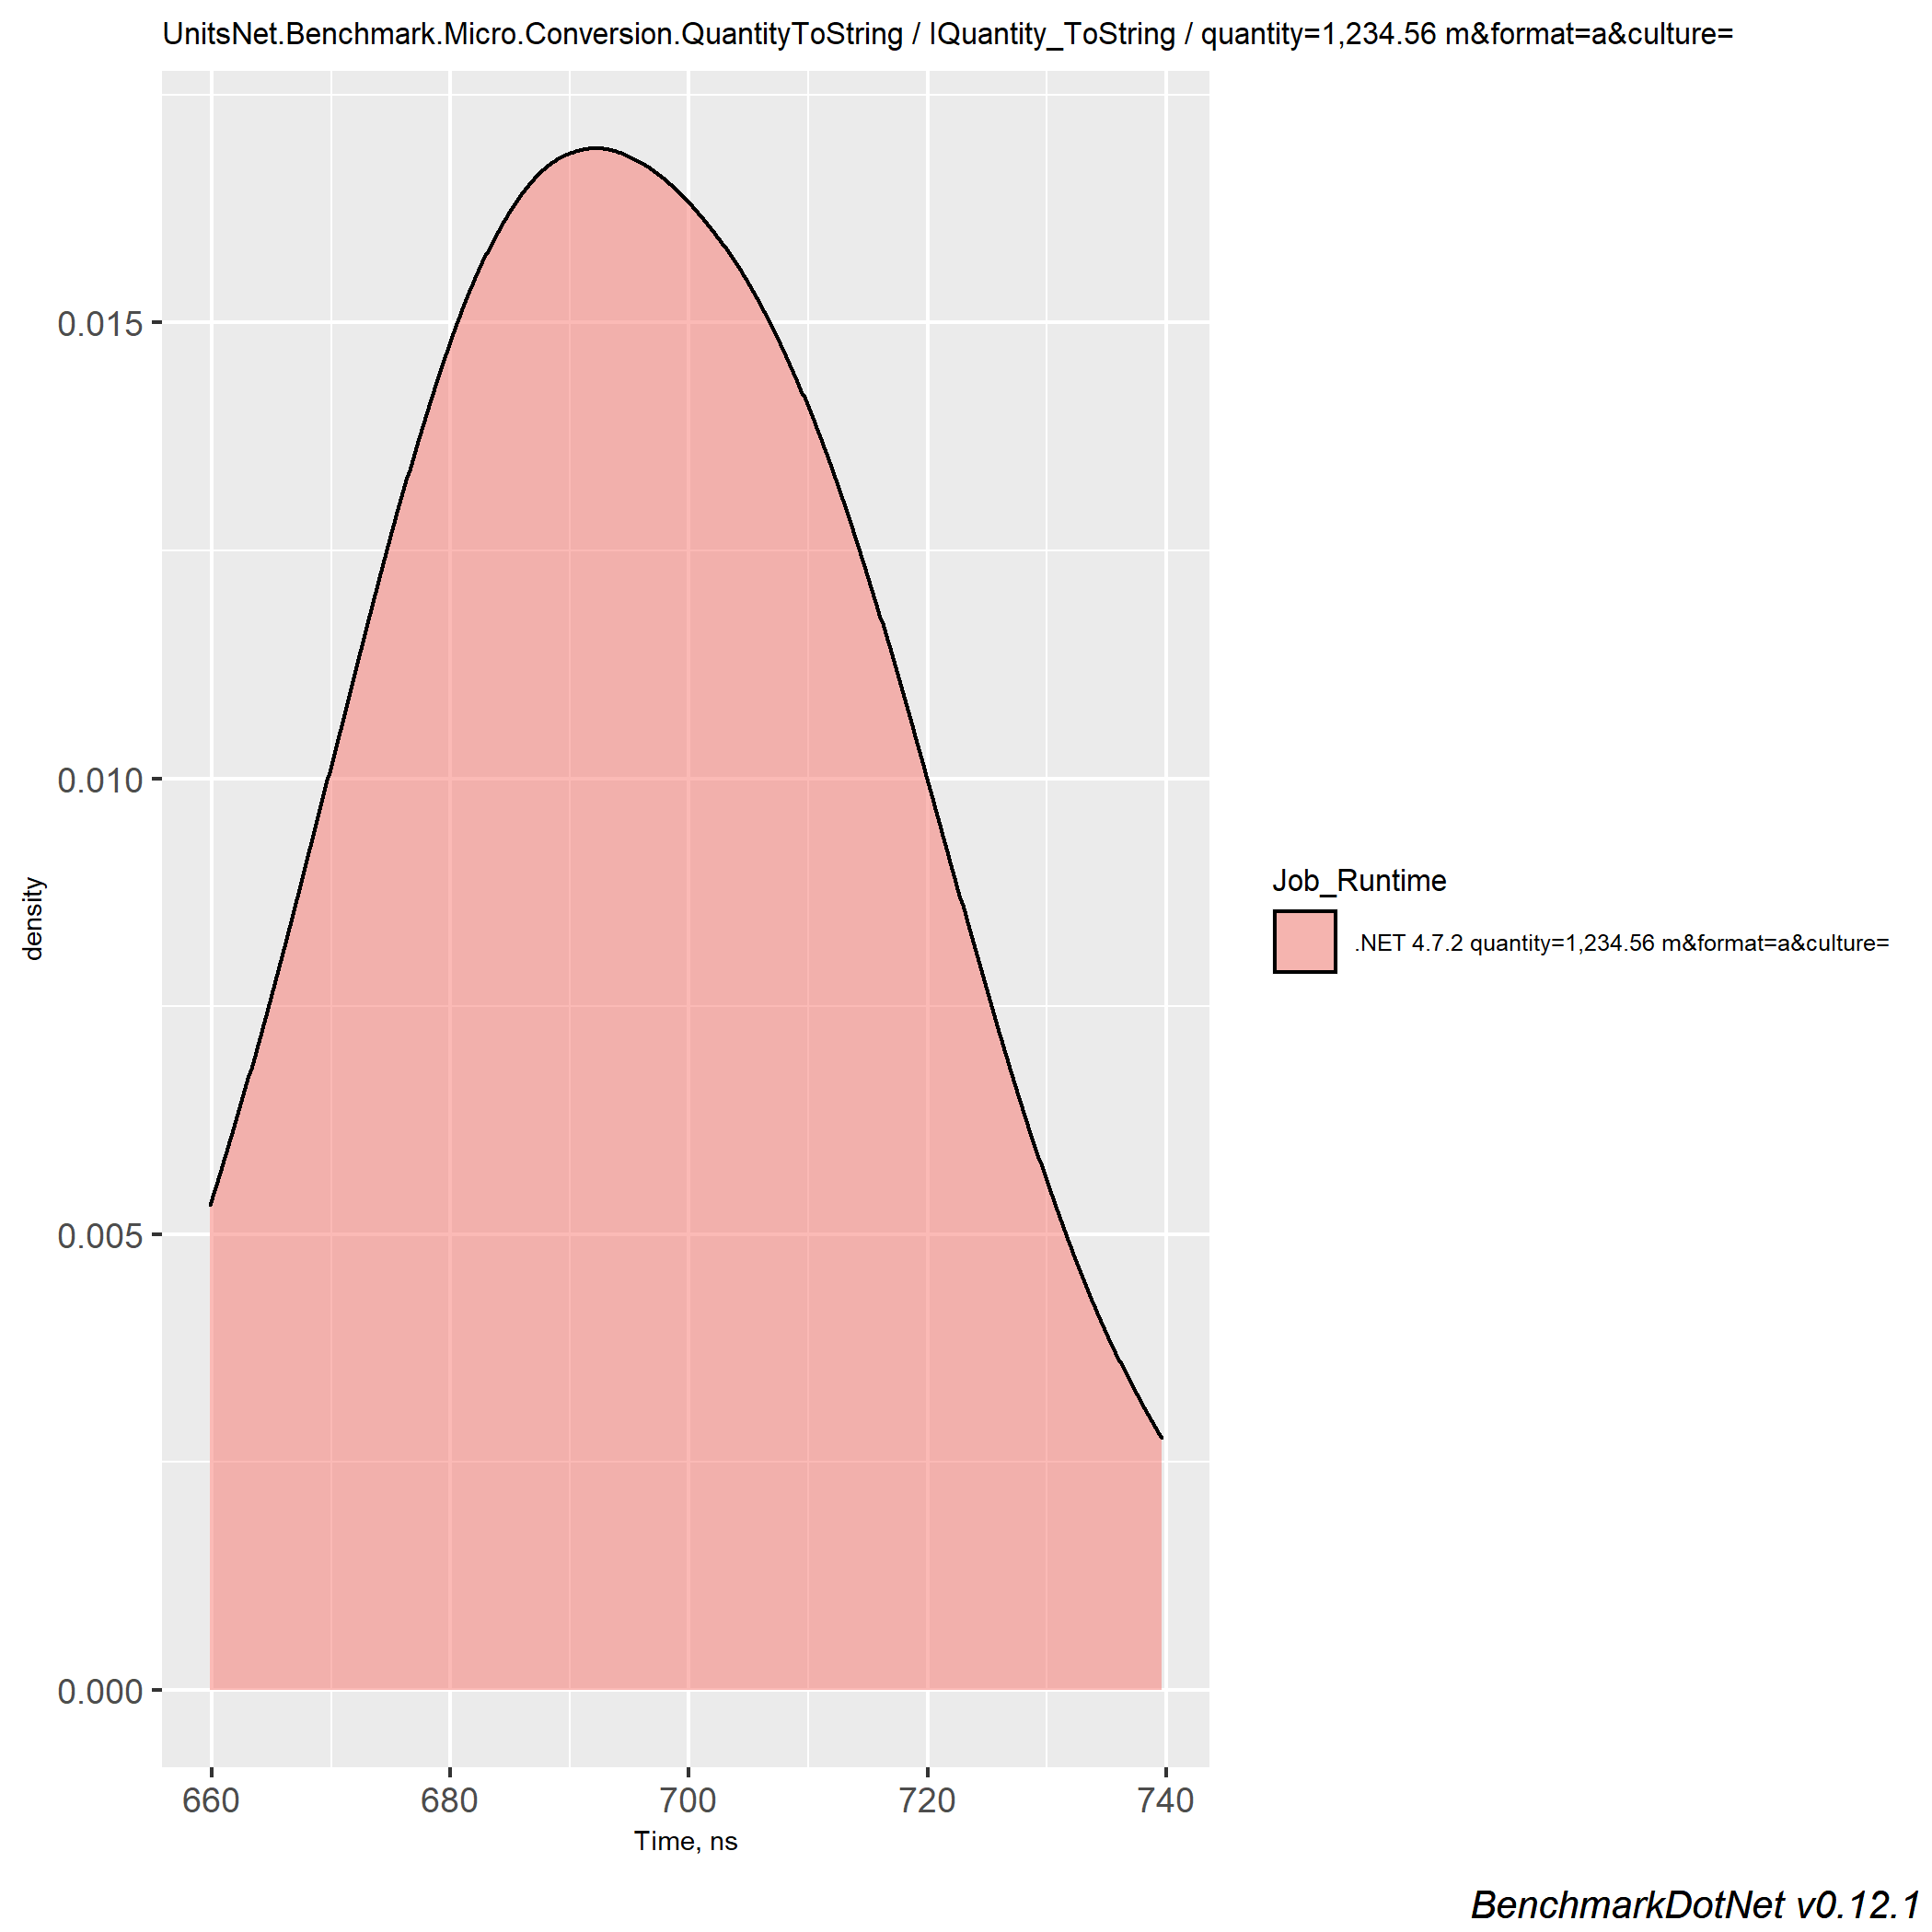 UnitsNet.Benchmark.Micro.Conversion.QuantityToString / IQuantity_ToString / quantity=1,234.56 m&format=a&culture=
0.015
0.010
0.005
0.000
density
660 680 700 720 740
Time, ns
Job_Runtime
.NET 4.7.2 quantity=1,234.56 m&format=a&culture=
BenchmarkDotNet v0.12.1